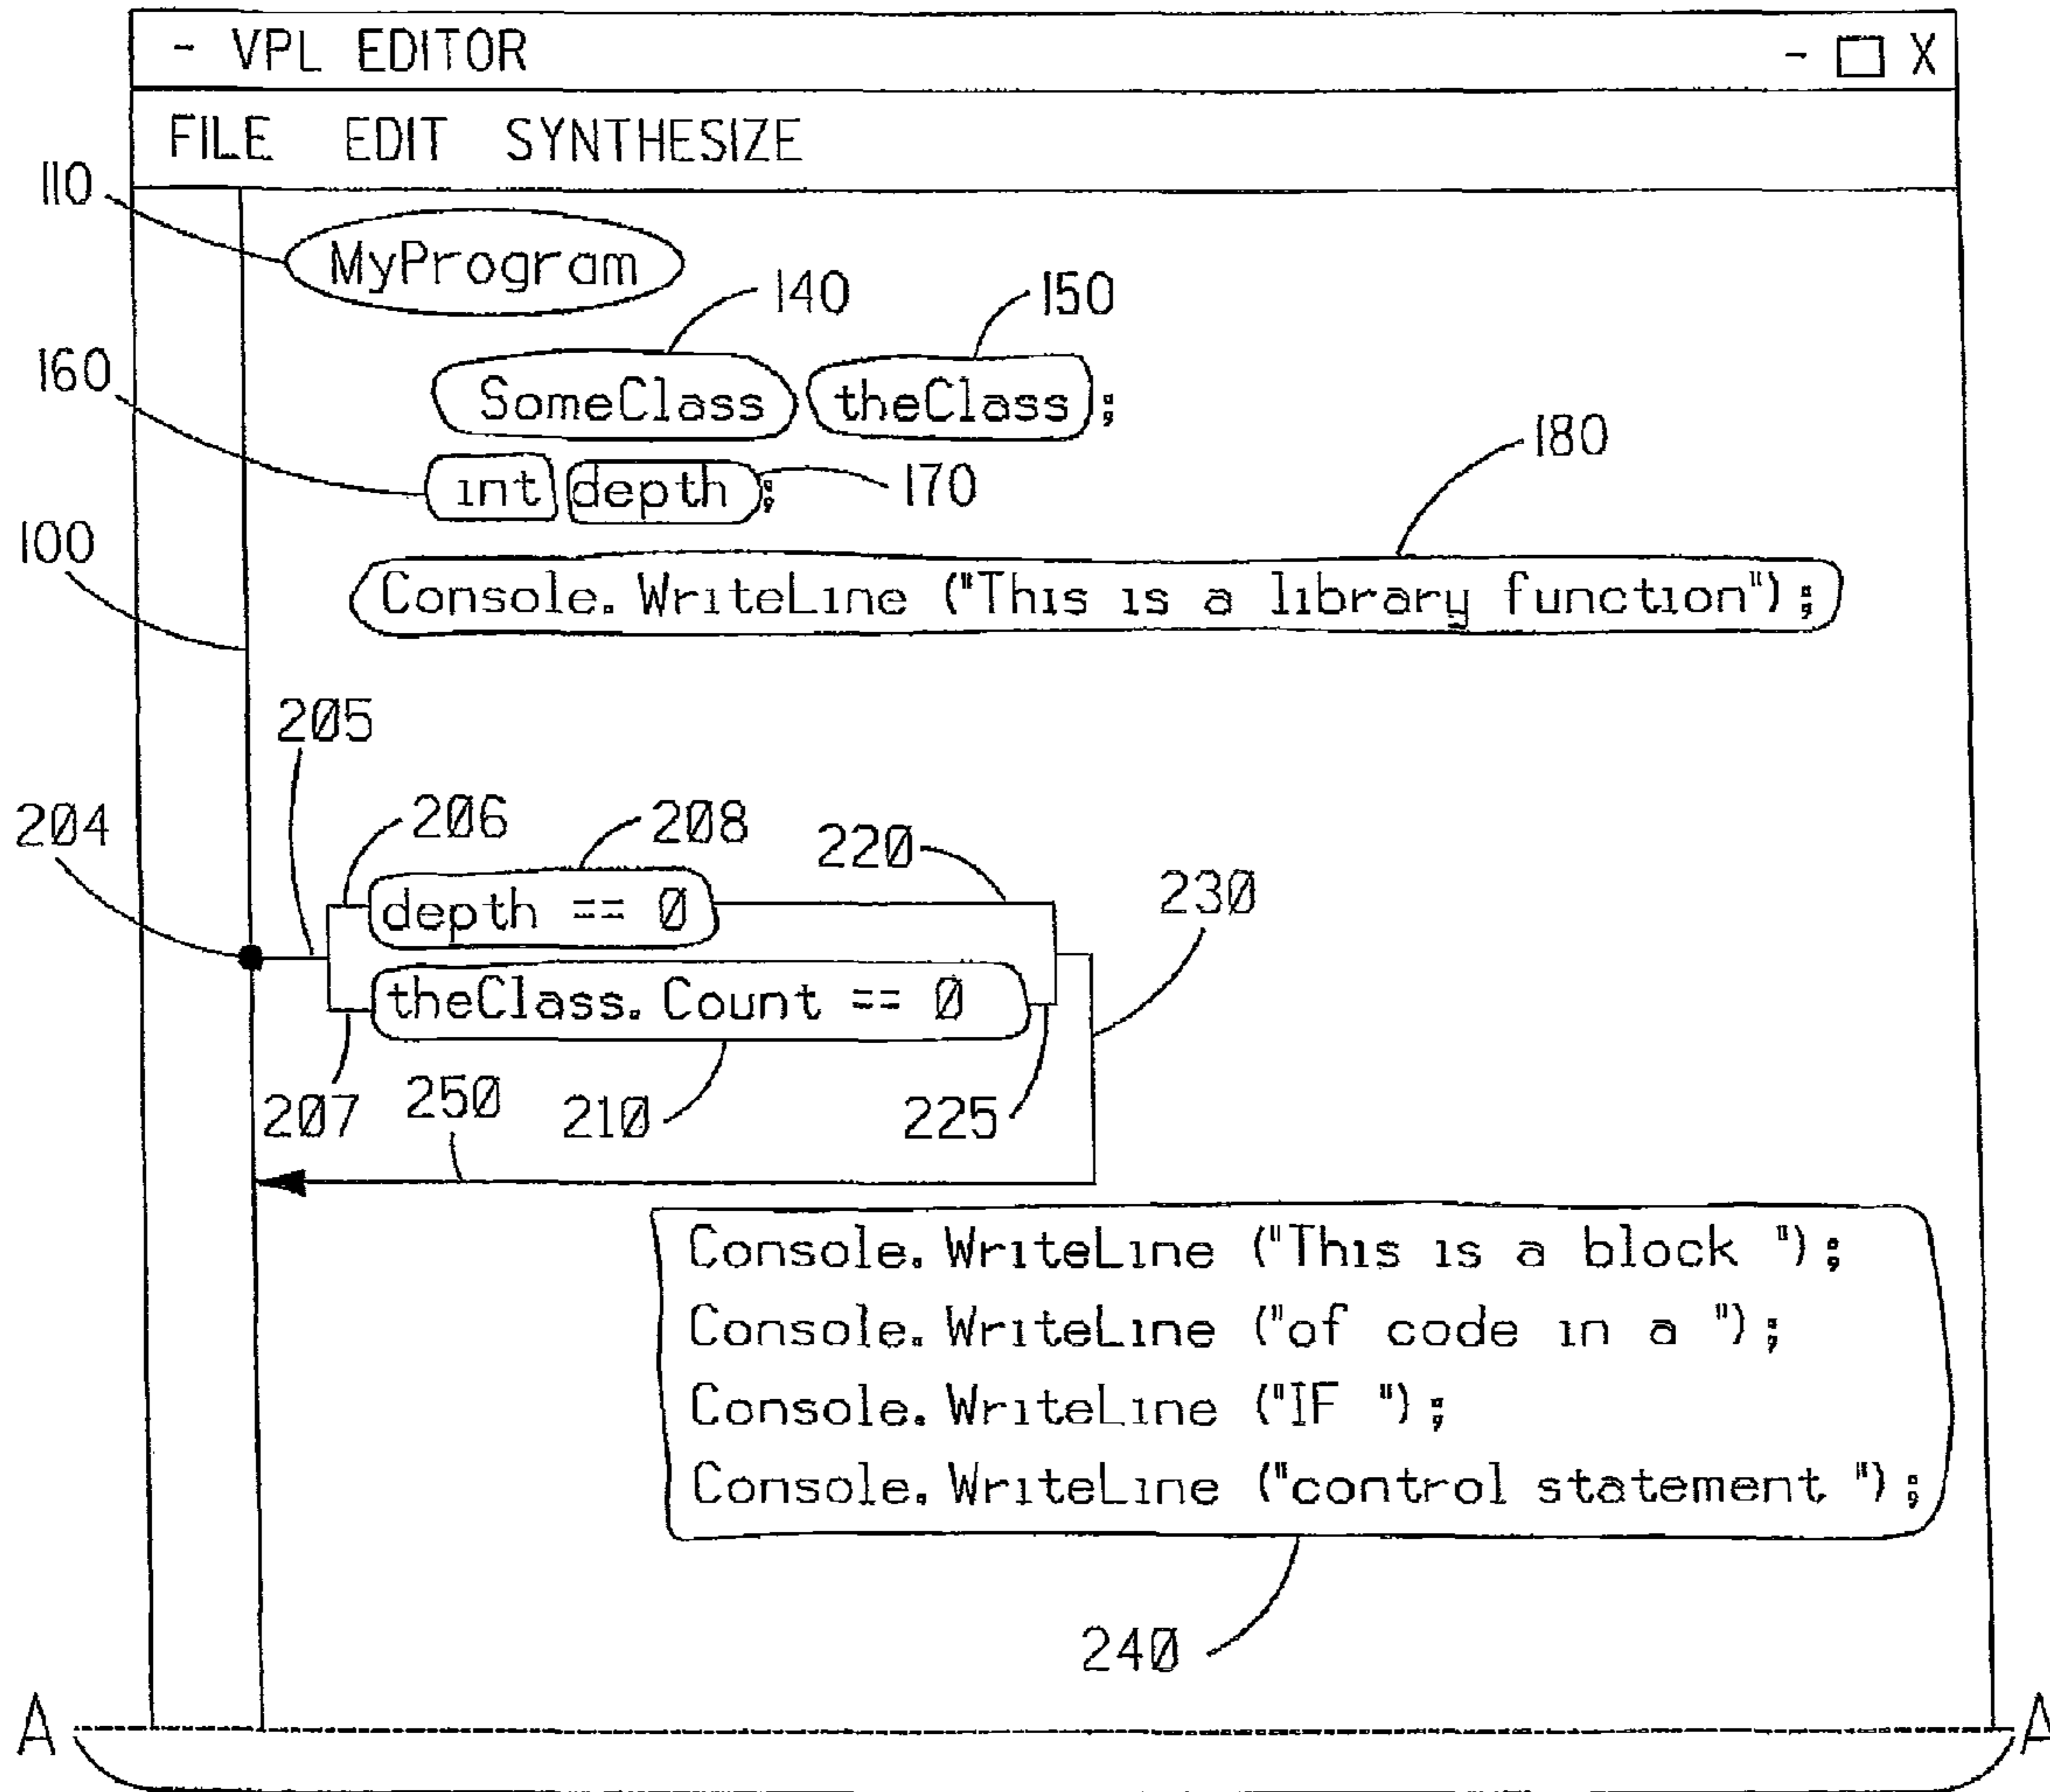 - VPL EDITOR - □ X
FILE EDIT SYNTHESIZE
110
MyProgram
140
150
160
SomeClass theClass;
180
int depth;
170
100
Console.WriteLine ("This is a library function");
205
204
206
208
220
230
depth == 0
theClass.Count == 0
207
250
210
225
Console.WriteLine ("This is a block ");
Console.WriteLine ("of code in a ");
Console.WriteLine ("IF ");
Console.WriteLine ("control statement ");
240
A A